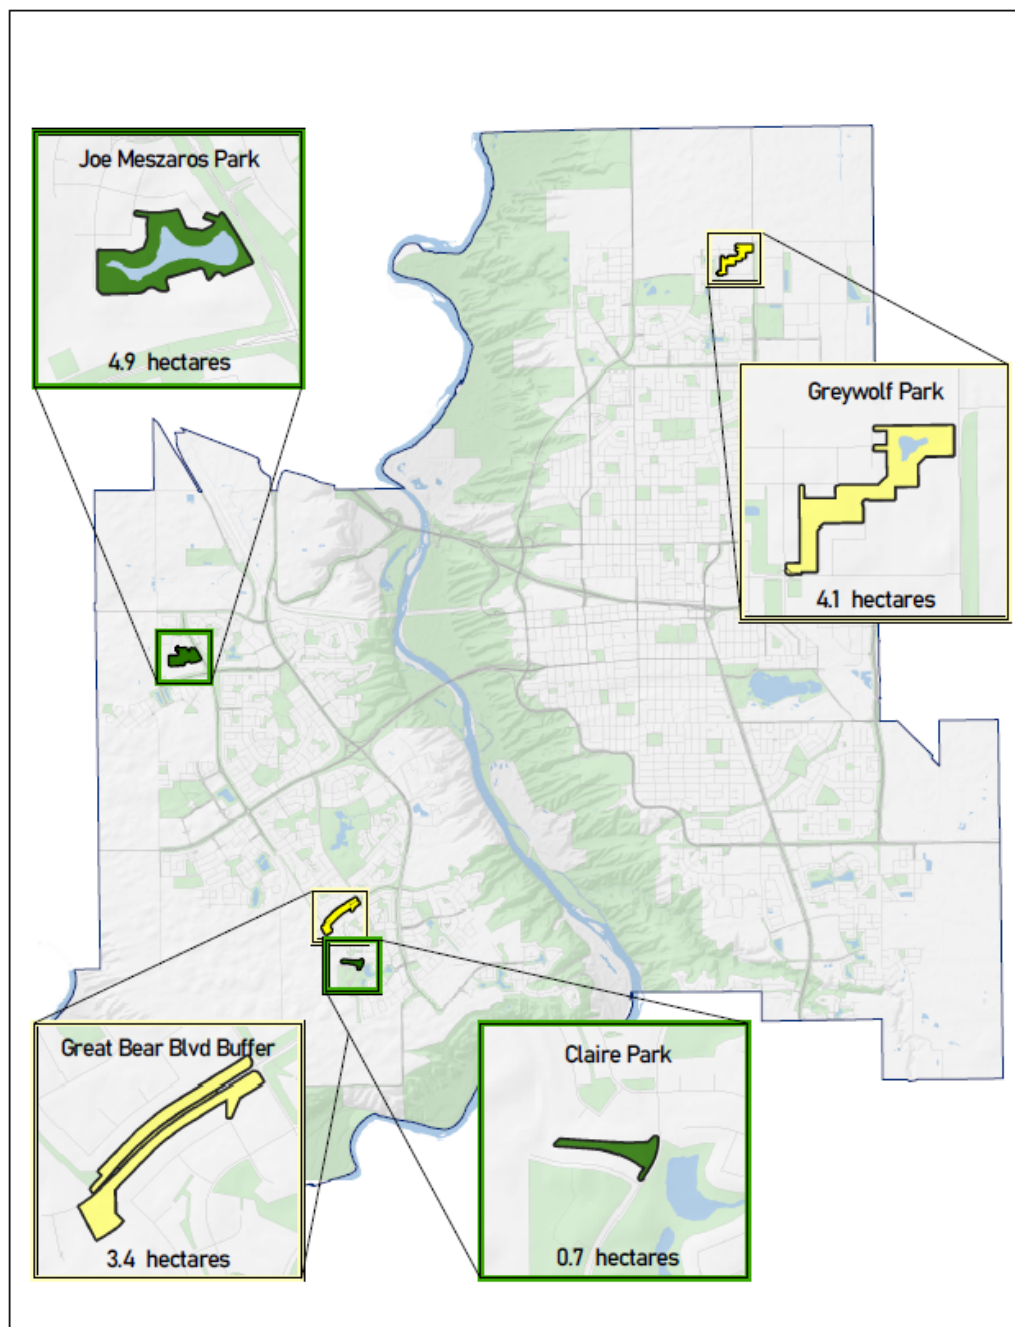 Joe Meszaros Park
4.9 hectares
Greywolf Park
4.1 hectares
Great Bear Blvd Buffer
3.4 hectares
Claire Park
0.7 hectares